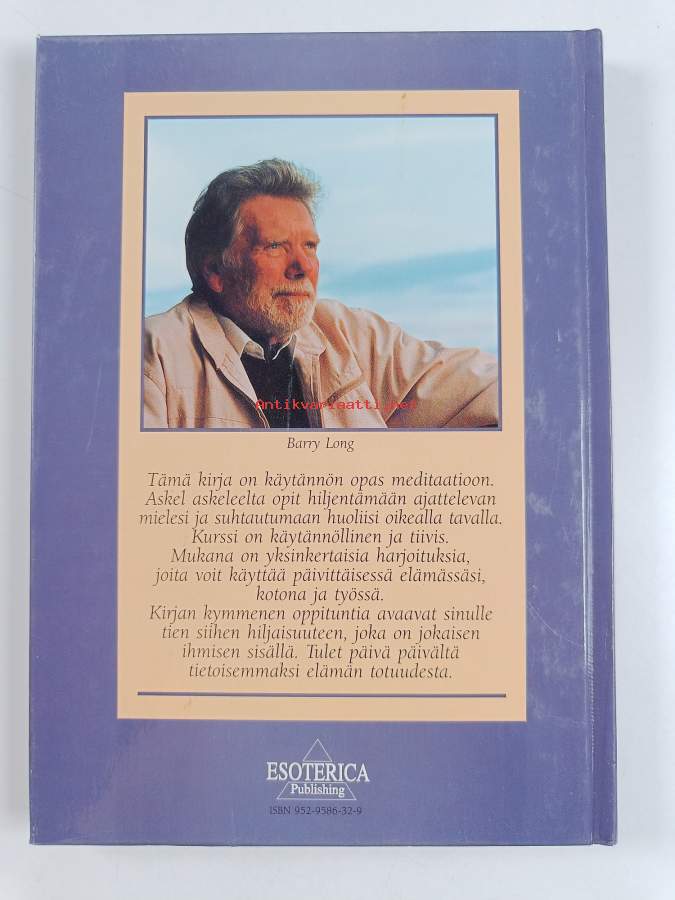 Antikvariaatti.net
Barry Long
Tämä kirja on käytännön opas meditaatioon.
Askel askeleelta opit hiljentämään ajattelevan
mielesi ja suhtautumaan huoliisi oikealla tavalla.
Kurssi on käytännöllinen ja tiivis.
Mukana on yksinkertaisia harjoituksia,
joita voit käyttää päivittäisessä elämässäsi,
kotona ja työssä.
Kirjan kymmenen oppituntia avaavat sinulle
tien siihen hiljaisuuteen, joka on jokaisen
ihmisen sisällä. Tulet päivä päivältä
tietoisemmaksi elämän totuudesta.
ESOTERICA
Publishing
ISBN 952-9586-32-9